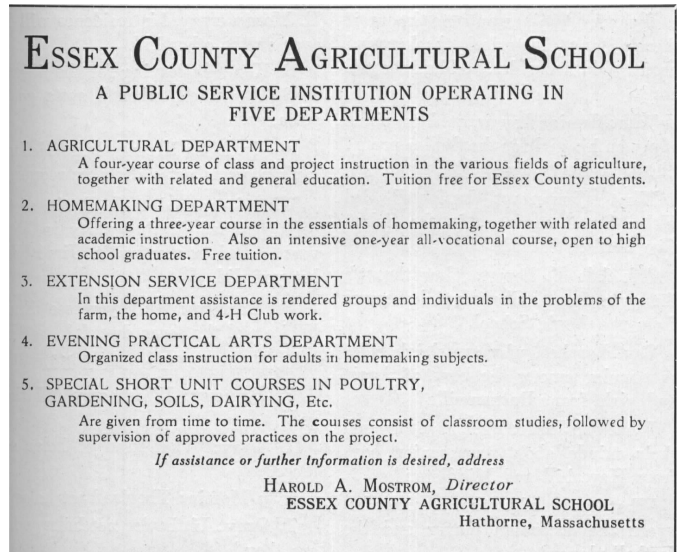 ESSEX COUNTY AGRICULTURAL SCHOOL
A PUBLIC SERVICE INSTITUTION OPERATING IN
FIVE DEPARTMENTS
1. AGRICULTURAL DEPARTMENT
A four-year course of class and project instruction in the various fields of agriculture,
together with related and general education. Tuition free for Essex County students.
2. HOMEMAKING DEPARTMENT
Offering a three-year course in the essentials of homemaking, together with related and
academic instruction. Also an intensive one-year all-vocational course, open to high
school graduates. Free tuition.
3. EXTENSION SERVICE DEPARTMENT
In this department assistance is rendered groups and individuals in the problems of the
farm, the home, and 4-H Club work.
4. EVENING PRACTICAL ARTS DEPARTMENT
Organized class instruction for adults in homemaking subjects.
5. SPECIAL SHORT UNIT COURSES IN POULTRY,
GARDENING, SOILS, DAIRYING, Etc.
Are given from time to time. The courses consist of classroom studies, followed by
supervision of approved practices on the project.
If assistance or further information is desired, address
HAROLD A. MOSTROM, Director
ESSEX COUNTY AGRICULTURAL SCHOOL
Hathorne, Massachusetts